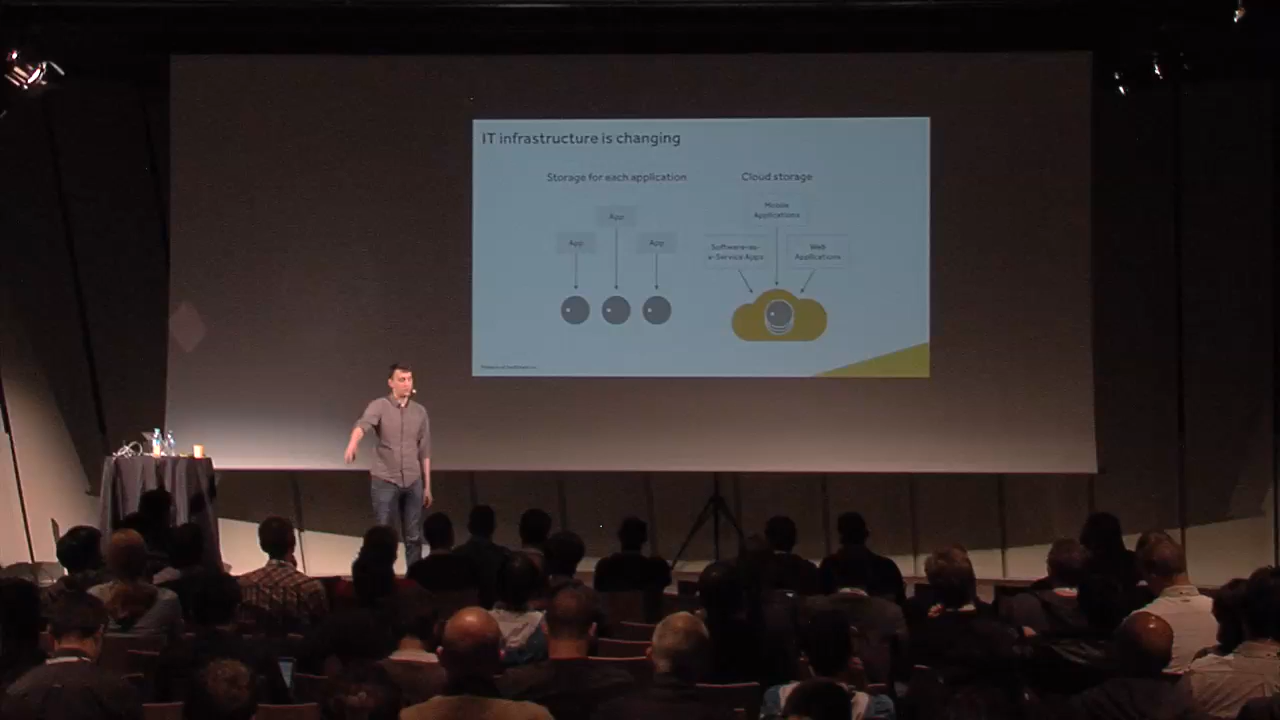 IT infrastructure is changing
Storage for each application
Cloud storage
App
App
App
Mobile
Applications
Software-as-
a-Service Apps
Web
Applications